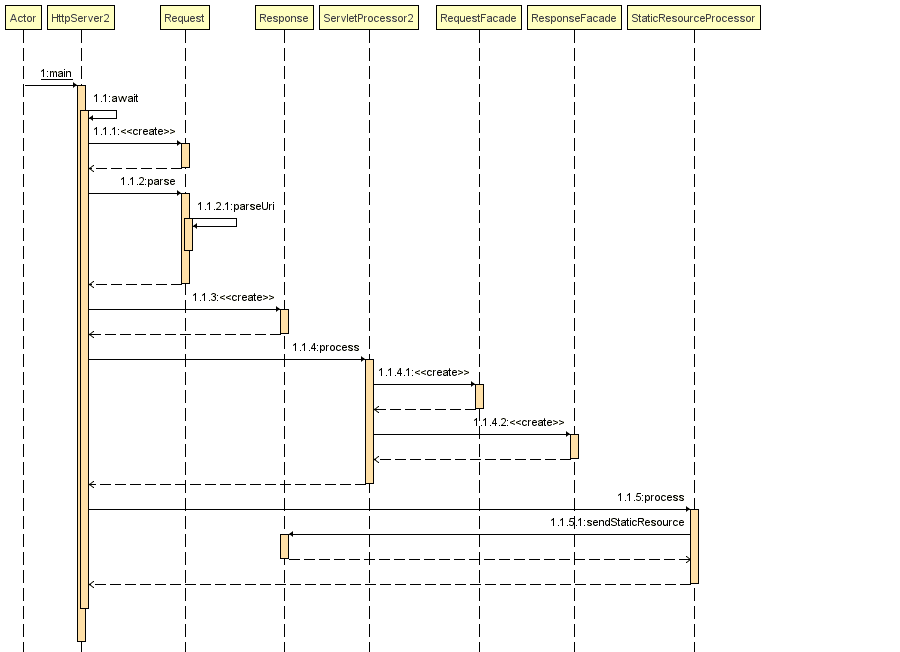 Actor HttpServer2 Request Response ServletProcessor2 RequestFacade ResponseFacade StaticResourceProcessor
1:main
1.1:await
1.1.1:<<create>>
1.1.2:parse
1.1.2.1:parseUri
1.1.3:<<create>>
1.1.4:process
1.1.4.1:<<create>>
1.1.4.2:<<create>>
1.1.5:process
1.1.5.1:sendStaticResource